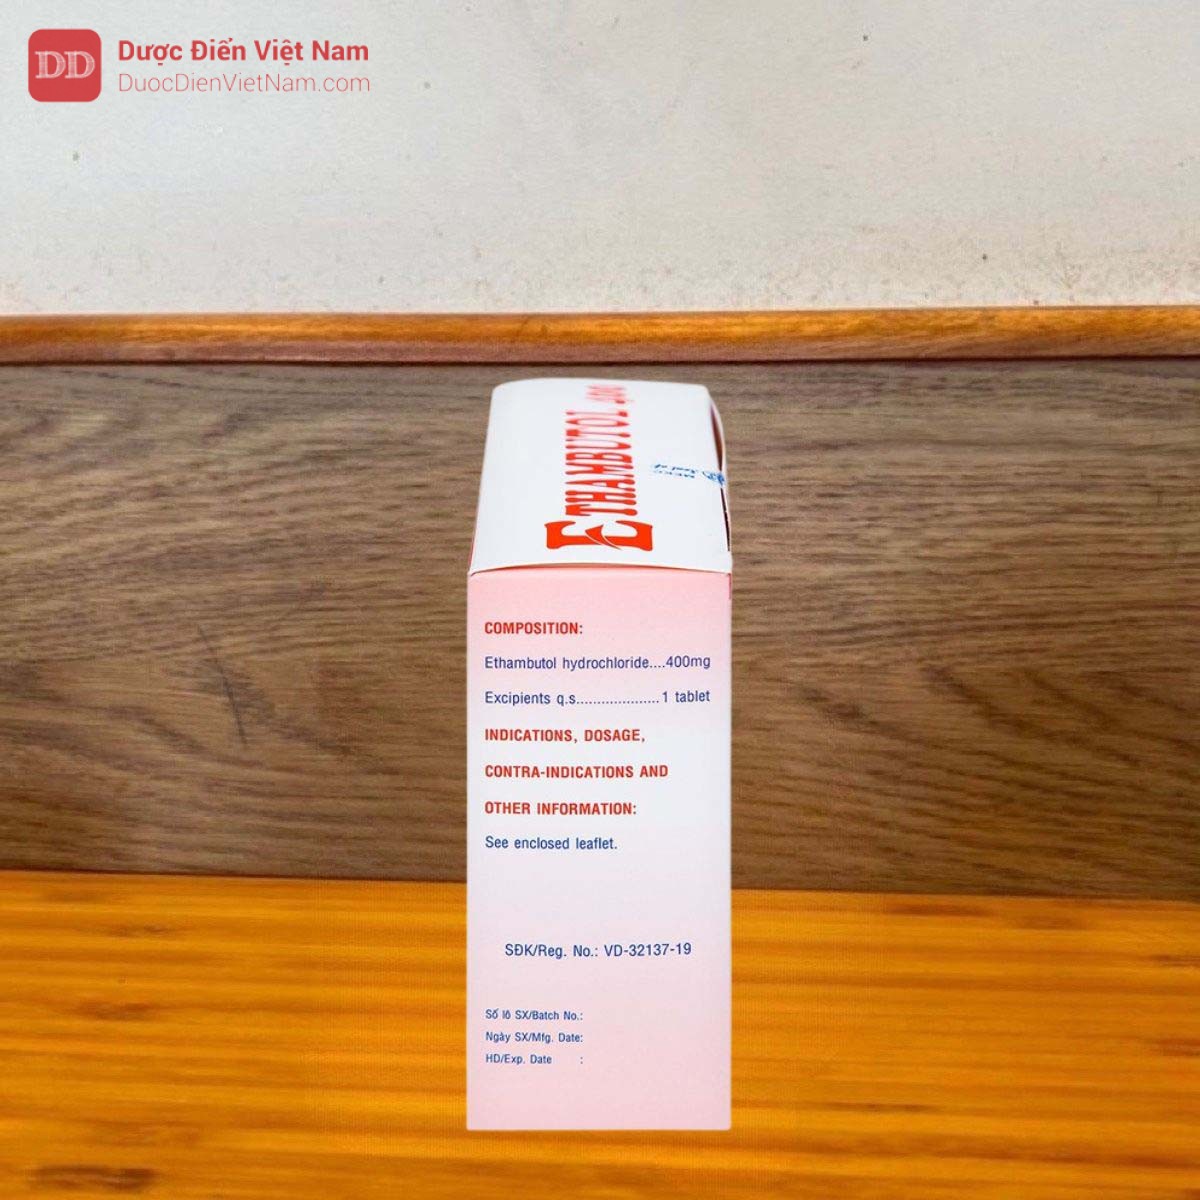 DD
Dược Điển Việt Nam
DuocDienVietNam.com
ETHAMBUTOL 400
COMPOSITION:
Ethambutol hydrochloride....400mg
Excipients q.s....................1 tablet
INDICATIONS, DOSAGE,
CONTRA-INDICATIONS AND
OTHER INFORMATION:
See enclosed leaflet.
SĐK/Reg. No.: VD-32137-19
Số lô SX/Batch No.:
Ngày SX/Mfg. Date:
HD/Exp. Date :